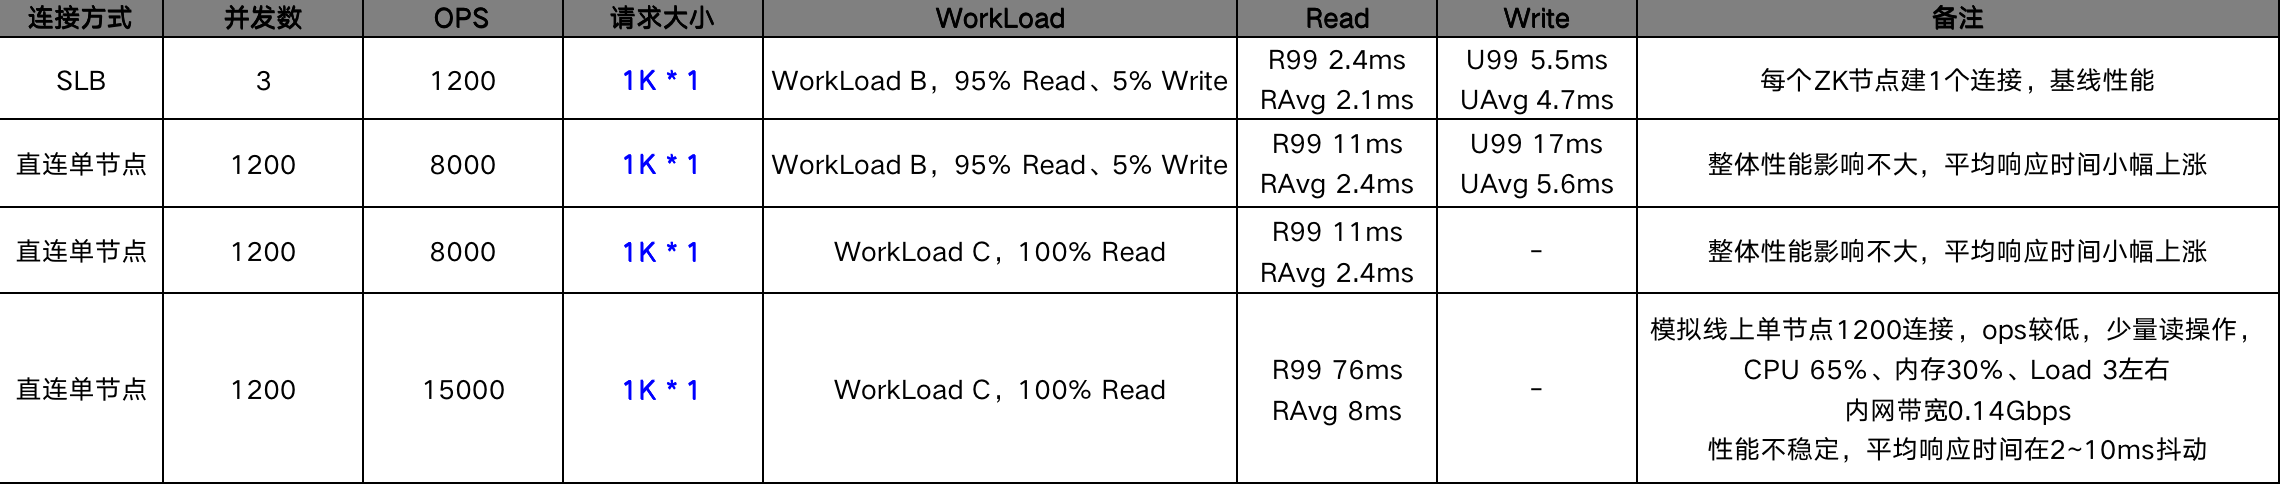 连接方式 并发数 OPS 请求大小 WorkLoad Read Write 备注
SLB 3 1200 1K * 1 WorkLoad B，95% Read、5% Write R99 2.4ms U99 5.5ms 每个ZK节点建1个连接，基线性能
RAvg 2.1ms UAvg 4.7ms
直连单节点 1200 8000 1K * 1 WorkLoad B，95% Read、5% Write R99 11ms U99 17ms 整体性能影响不大，平均响应时间小幅上涨
RAvg 2.4ms UAvg 5.6ms
直连单节点 1200 8000 1K * 1 WorkLoad C，100% Read R99 11ms - 整体性能影响不大，平均响应时间小幅上涨
RAvg 2.4ms
直连单节点 1200 15000 1K * 1 WorkLoad C，100% Read R99 76ms - 模拟线上单节点1200连接，ops较低，少量读操作，
RAvg 8ms CPU 65%、内存30%、Load 3左右
内网带宽0.14Gbps
性能不稳定，平均响应时间在2~10ms抖动